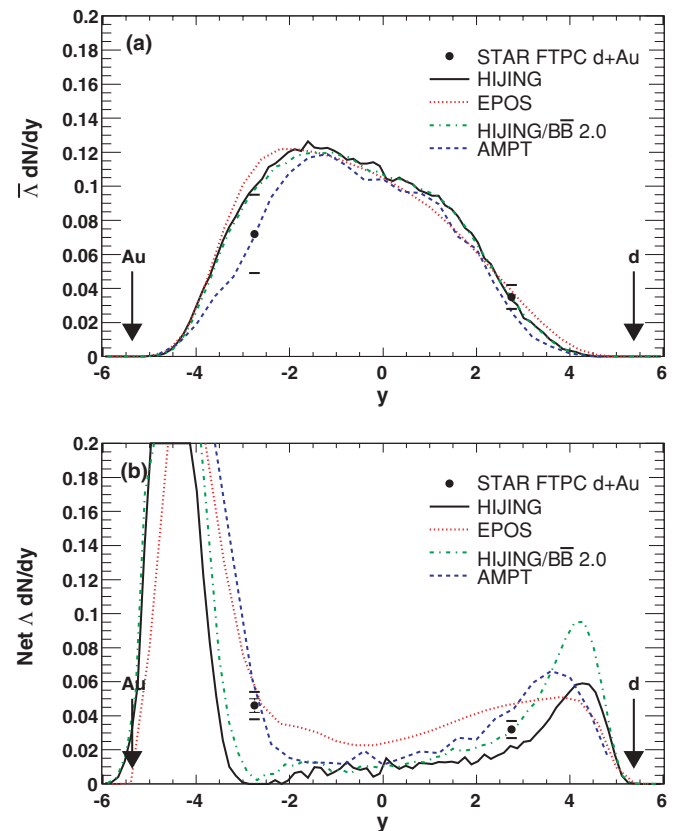 0.2
(a)
0.18
STAR FTPC d+Au
0.16
HIJING
EPOS
0.14
HIJING/BB̅ 2.0
0.12
AMPT
Λ̅ dN/dy
0.1
0.08
0.06
Au
d
0.04
0.02
0
-6 -4 -2 0 2 4 6
y
0.2
(b)
0.18
STAR FTPC d+Au
0.16
HIJING
EPOS
0.14
HIJING/BB̅ 2.0
0.12
AMPT
Net Λ dN/dy
0.1
0.08
0.06
Au
d
0.04
0.02
0
-6 -4 -2 0 2 4 6
y